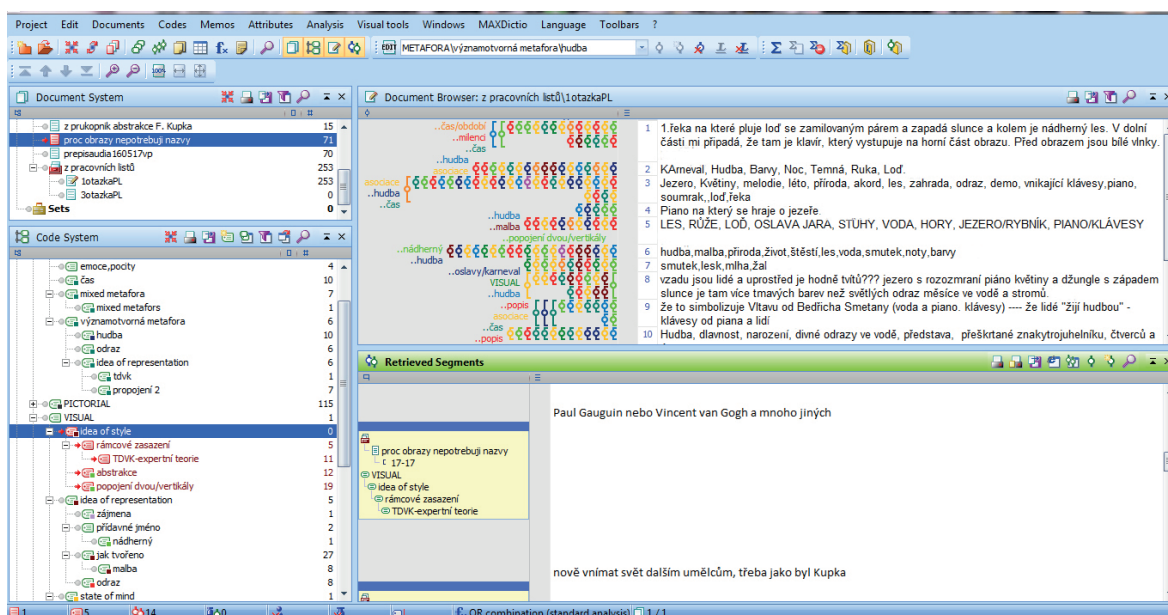 Project Edit Documents Codes Memos Attributes Analysis Visual tools Windows MAXDictio Language Toolbars ?
METAFORA\významotvorná metafora\hudba
Document System
z prukopnik abstrakce F. Kupka 15
proc obrazy nepotrebuji nazvy 71
prepisaudia160517vp 70
z pracovních listů 253
1otazkaPL 253
3otazkaPL 0
Sets 0
Code System
emoce,pocity 4
čas 10
mixed metafora 7
mixed metafors 1
významotvorná metafora 6
hudba 10
odraz 6
idea of representation 6
tdvk 1
propojení 2 7
PICTORIAL 115
VISUAL 1
idea of style 0
rámcové zasazení 5
TDVK-expertní teorie 11
abstrakce 12
popojení dvou/vertikály 19
idea of representation 5
zájmena 1
přídavné jméno 2
nádherný 1
jak tvořeno 27
malba 8
odraz 8
state of mind 1
Document Browser: z pracovních listů\1otazkaPL
..čas/období
milenci
..čas
..hudba
asociace
asociace
..hudba
..čas
..hudba
..malba
..popojení dvou/vertikály
..nádherný
..hudba
..oslavy/karneval
VISUAL
..hudba
..popis
asociace
..čas
..popis
1 1.řeka na které pluje loď se zamilovaným párem a zapadá slunce a kolem je nádherný les. V dolní
části mi připadá, že tam je klavír, který vystupuje na horní část obrazu. Před obrazem jsou bílé vlnky.
2 KArneval, Hudba, Barvy, Noc, Temná, Ruka, Loď.
3 Jezero, Květiny, melodie, léto, příroda, akord, les, zahrada, odraz, demo, vnikající klávesy,piano,
soumrak,,loď,řeka
4 Piano na který se hraje o jezeře.
5 LES, RŮŽE, LOĎ, OSLAVA JARA, STUHY, VODA, HORY, JEZERO/RYBNÍK, PIANO/KLÁVESY
6 hudba,malba,přiroda,život,štěstí,les,voda,smutek,noty,barvy
7 smutek,lesk,mlha,žal
8 vzadu jsou lidé a uprostřed je hodně tvítů??? jezero s rozozmraní piáno květiny a džungle s západem
slunce je tam více tmavých barev než světlých odraz měsíce ve vodě a stromů.
9 že to simbolizuje Vltavu od Bedřicha Smetany (voda a piano. klávesy) ---- že lidé "žijí hudbou" -
klávesy od piana a lidí
10 Hudba, dlavnost, narození, divné odrazy ve vodě, představa, přeškrtané znakytrojuhelníku, čtverců a
Retrieved Segments
Paul Gauguin nebo Vincent van Gogh a mnoho jiných
proc obrazy nepotrebuji nazvy
17-17
VISUAL
idea of style
rámcové zasazení
TDVK-expertní teorie
nově vnímat svět dalším umělcům, třeba jako byl Kupka
1 5 14 0 OR combination (standard analysis) 1 / 1